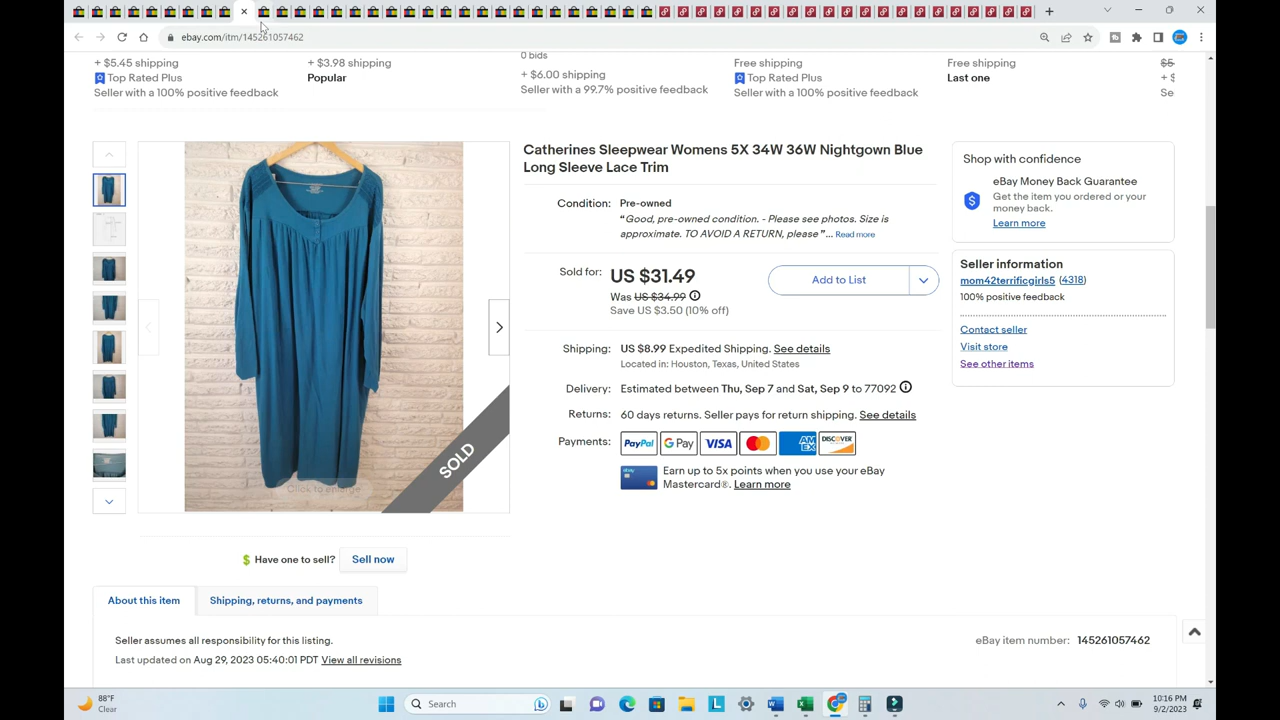 ebay.com/itm/145261057462
+ $5.45 shipping
Top Rated Plus
Seller with a 100% positive feedback
+ $3.98 shipping
Popular
0 bids
+ $6.00 shipping
Seller with a 99.7% positive feedback
Free shipping
Top Rated Plus
Seller with a 100% positive feedback
Free shipping
Last one
$5
+ $
Se
Catherines Sleepwear Womens 5X 34W 36W Nightgown Blue
Long Sleeve Lace Trim
Condition: Pre-owned
“Good, pre-owned condition. - Please see photos. Size is
approximate. TO AVOID A RETURN, please ”... Read more
Sold for: US $31.49
Was US $34.99
Save US $3.50 (10% off)
Add to List
Shipping: US $8.99 Expedited Shipping. See details
Located in: Houston, Texas, United States
Delivery: Estimated between Thu, Sep 7 and Sat, Sep 9 to 77092
Returns: 60 days returns. Seller pays for return shipping. See details
Payments: PayPal G Pay VISA MasterCard AMEX DISCOVER
Earn up to 5x points when you use your eBay
Mastercard®. Learn more
Shop with confidence
eBay Money Back Guarantee
Get the item you ordered or your
money back.
Learn more
Seller information
mom42terrificgirls5 (4318)
100% positive feedback
Contact seller
Visit store
See other items
SOLD
Click to enlarge
Have one to sell? Sell now
About this item
Shipping, returns, and payments
Seller assumes all responsibility for this listing.
Last updated on Aug 29, 2023 05:40:01 PDT View all revisions
eBay item number: 145261057462
88°F
Clear
Search
10:16 PM
9/2/2023